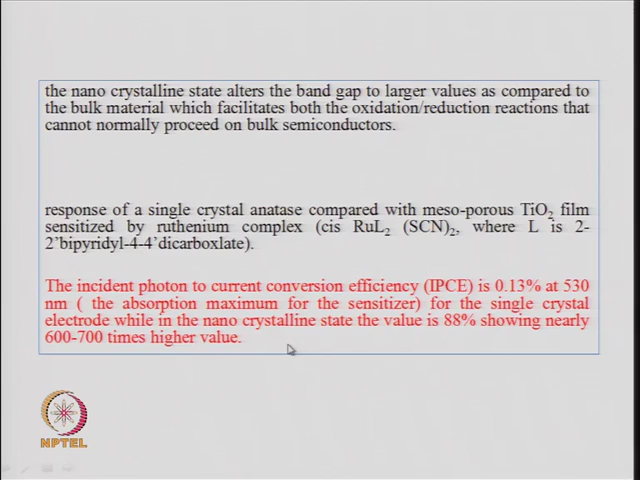 the nano crystalline state alters the band gap to larger values as compared to
the bulk material which facilitates both the oxidation/reduction reactions that
cannot normally proceed on bulk semiconductors.
response of a single crystal anatase compared with meso-porous TiO2 film
sensitized by ruthenium complex (cis RuL2 (SCN)2, where L is 2-
2'bipyridyl-4-4'dicarboxlate).
The incident photon to current conversion efficiency (IPCE) is 0.13% at 530
nm ( the absorption maximum for the sensitizer) for the single crystal
electrode while in the nano crystalline state the value is 88% showing nearly
600-700 times higher value.
NPTEL